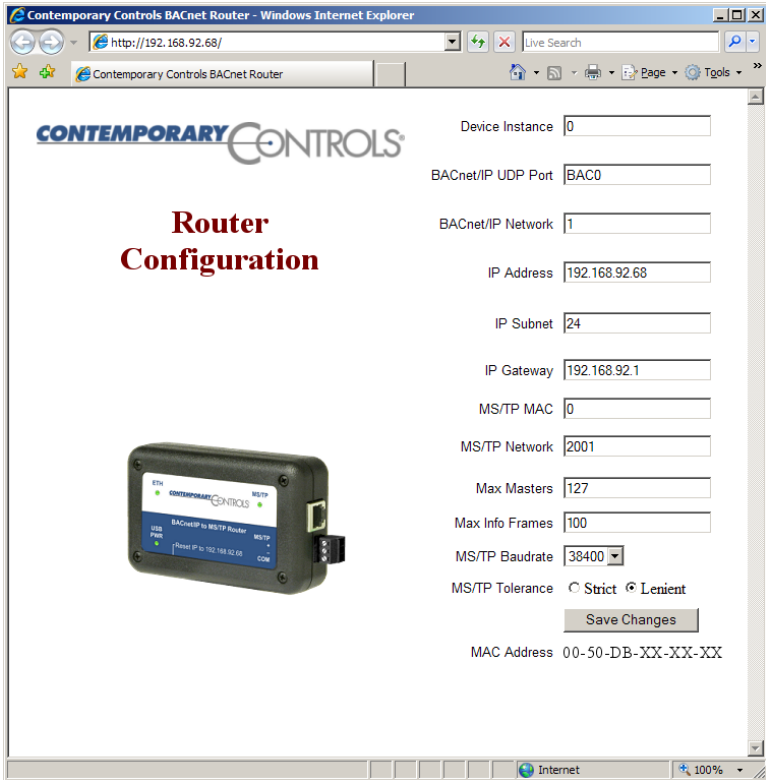 Contemporary Controls BACnet Router - Windows Internet Explorer
http://192.168.92.68/
Live Search
Contemporary Controls BACnet Router
Page
Tools
CONTEMPORARY CONTROLS®
Router
Configuration
Device Instance 0
BACnet/IP UDP Port BAC0
BACnet/IP Network 1
IP Address 192.168.92.68
IP Subnet 24
IP Gateway 192.168.92.1
MS/TP MAC 0
MS/TP Network 2001
Max Masters 127
Max Info Frames 100
MS/TP Baudrate 38400
MS/TP Tolerance Strict Lenient
Save Changes
MAC Address 00-50-DB-XX-XX-XX
ETH
CONTEMPORARY CONTROLS
MS/TP
BACnet/IP to MS/TP Router
USB
PWR
MS/TP
+
–
COM
Reset IP to 192.168.92.68
Internet
100%